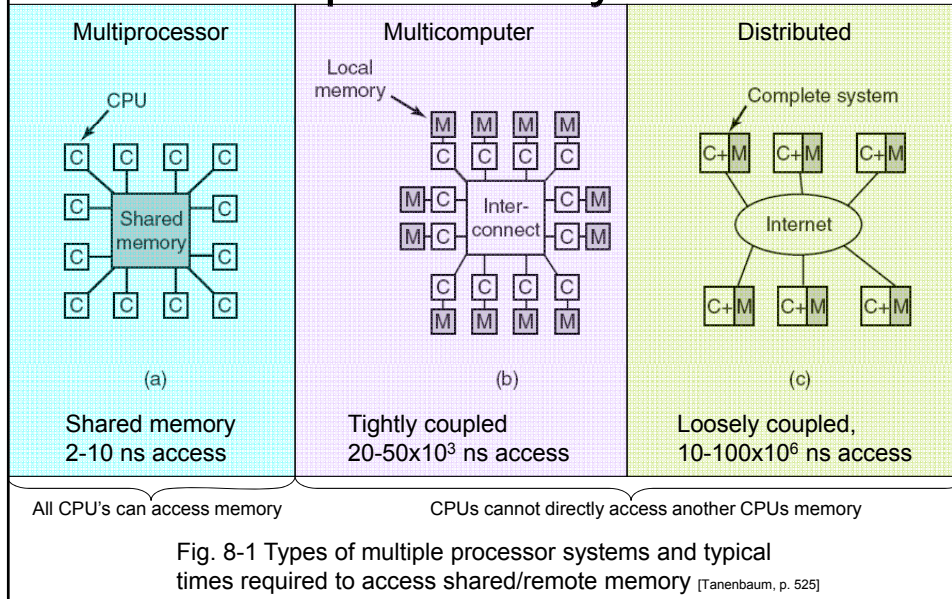 Multiprocessor
CPU
C C C C
C C
Shared
memory
C C
C C C C
(a)
Shared memory
2-10 ns access
Multicomputer
Local
memory
M M M M
C C C C
M C C M
Inter-
connect
M C C M
C C C C
M M M M
(b)
Tightly coupled
20-50x10³ ns access
Distributed
Complete system
C+ M C+ M C+ M
Internet
C+ M C+ M C+ M
(c)
Loosely coupled,
10-100x10⁶ ns access
All CPU's can access memory
CPUs cannot directly access another CPUs memory
Fig. 8-1 Types of multiple processor systems and typical
times required to access shared/remote memory [Tanenbaum, p. 525]